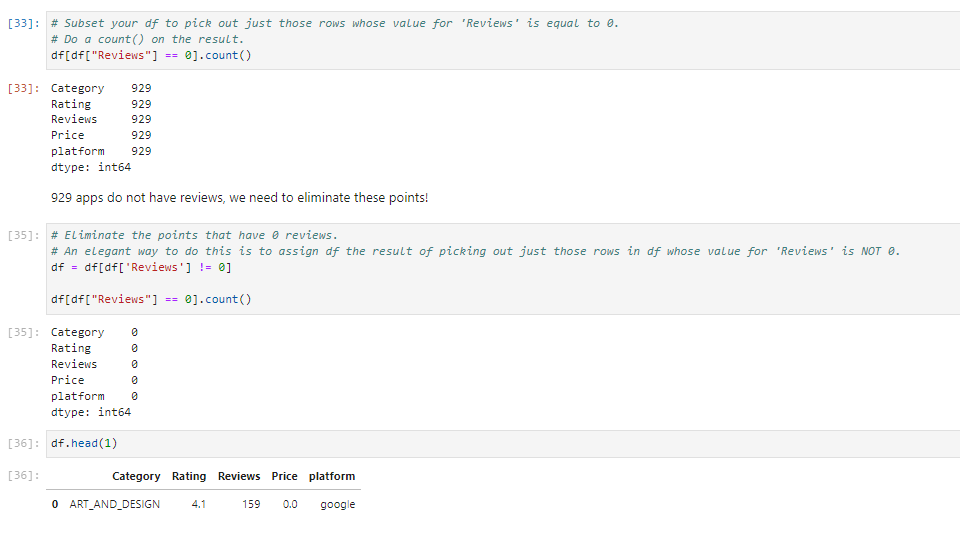 [33]: # Subset your df to pick out just those rows whose value for 'Reviews' is equal to 0.
# Do a count() on the result.
df[df["Reviews"] == 0].count()
[33]: Category 929
Rating 929
Reviews 929
Price 929
platform 929
dtype: int64
929 apps do not have reviews, we need to eliminate these points!
[35]: # Eliminate the points that have 0 reviews.
# An elegant way to do this is to assign df the result of picking out just those rows in df whose value for 'Reviews' is NOT 0.
df = df[df['Reviews'] != 0]
df[df["Reviews"] == 0].count()
[35]: Category 0
Rating 0
Reviews 0
Price 0
platform 0
dtype: int64
[36]: df.head(1)
[36]: Category Rating Reviews Price platform
0 ART_AND_DESIGN 4.1 159 0.0 google